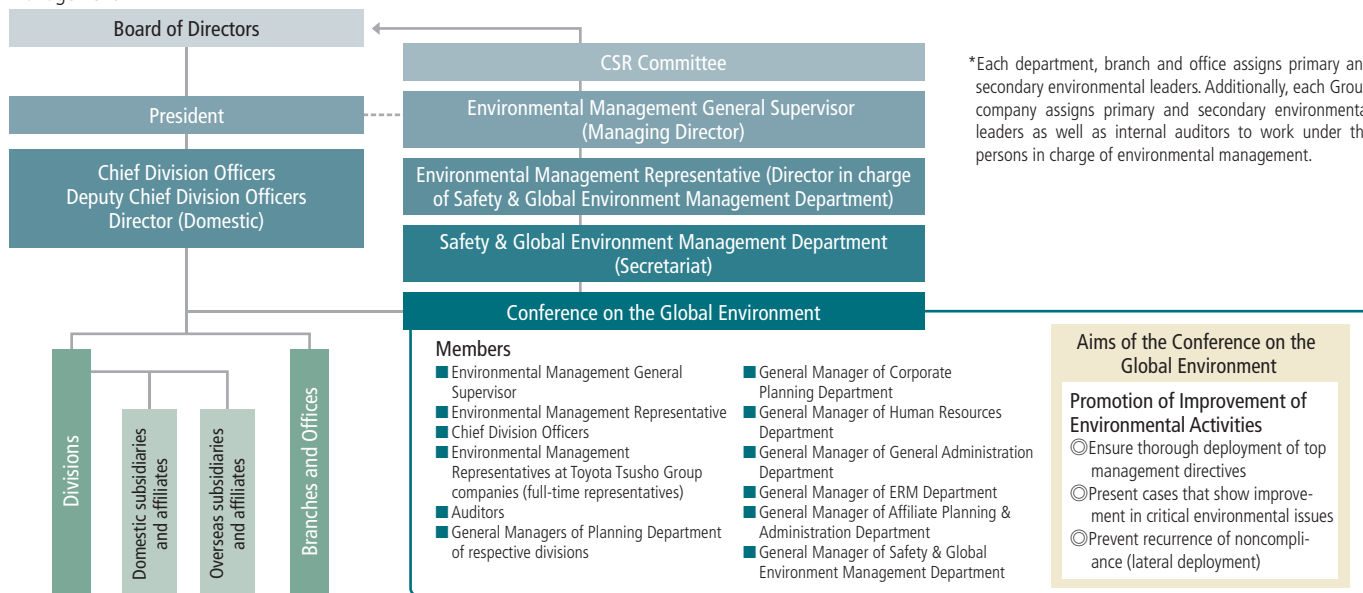 Board of Directors
President
Chief Division Officers
Deputy Chief Division Officers
Director (Domestic)
CSR Committee
Environmental Management General Supervisor
(Managing Director)
Environmental Management Representative (Director in charge
of Safety & Global Environment Management Department)
Safety & Global Environment Management Department
(Secretariat)
Conference on the Global Environment
*Each department, branch and office assigns primary an
secondary environmental leaders. Additionally, each Grou
company assigns primary and secondary environmenta
leaders as well as internal auditors to work under th
persons in charge of environmental management.
Divisions
Domestic subsidiaries
and affiliates
Overseas subsidiaries
and affiliates
Branches and Offices
Members
■ Environmental Management General
Supervisor
■ Environmental Management Representative
■ Chief Division Officers
■ Environmental Management
Representatives at Toyota Tsusho Group
companies (full-time representatives)
■ Auditors
■ General Managers of Planning Department
of respective divisions
■ General Manager of Corporate
Planning Department
■ General Manager of Human Resources
Department
■ General Manager of General Administration
Department
■ General Manager of ERM Department
■ General Manager of Affiliate Planning &
Administration Department
■ General Manager of Safety & Global
Environment Management Department
Aims of the Conference on the
Global Environment
Promotion of Improvement of
Environmental Activities
◎Ensure thorough deployment of top
management directives
◎Present cases that show improve-
ment in critical environmental issues
◎Prevent recurrence of noncompli-
ance (lateral deployment)